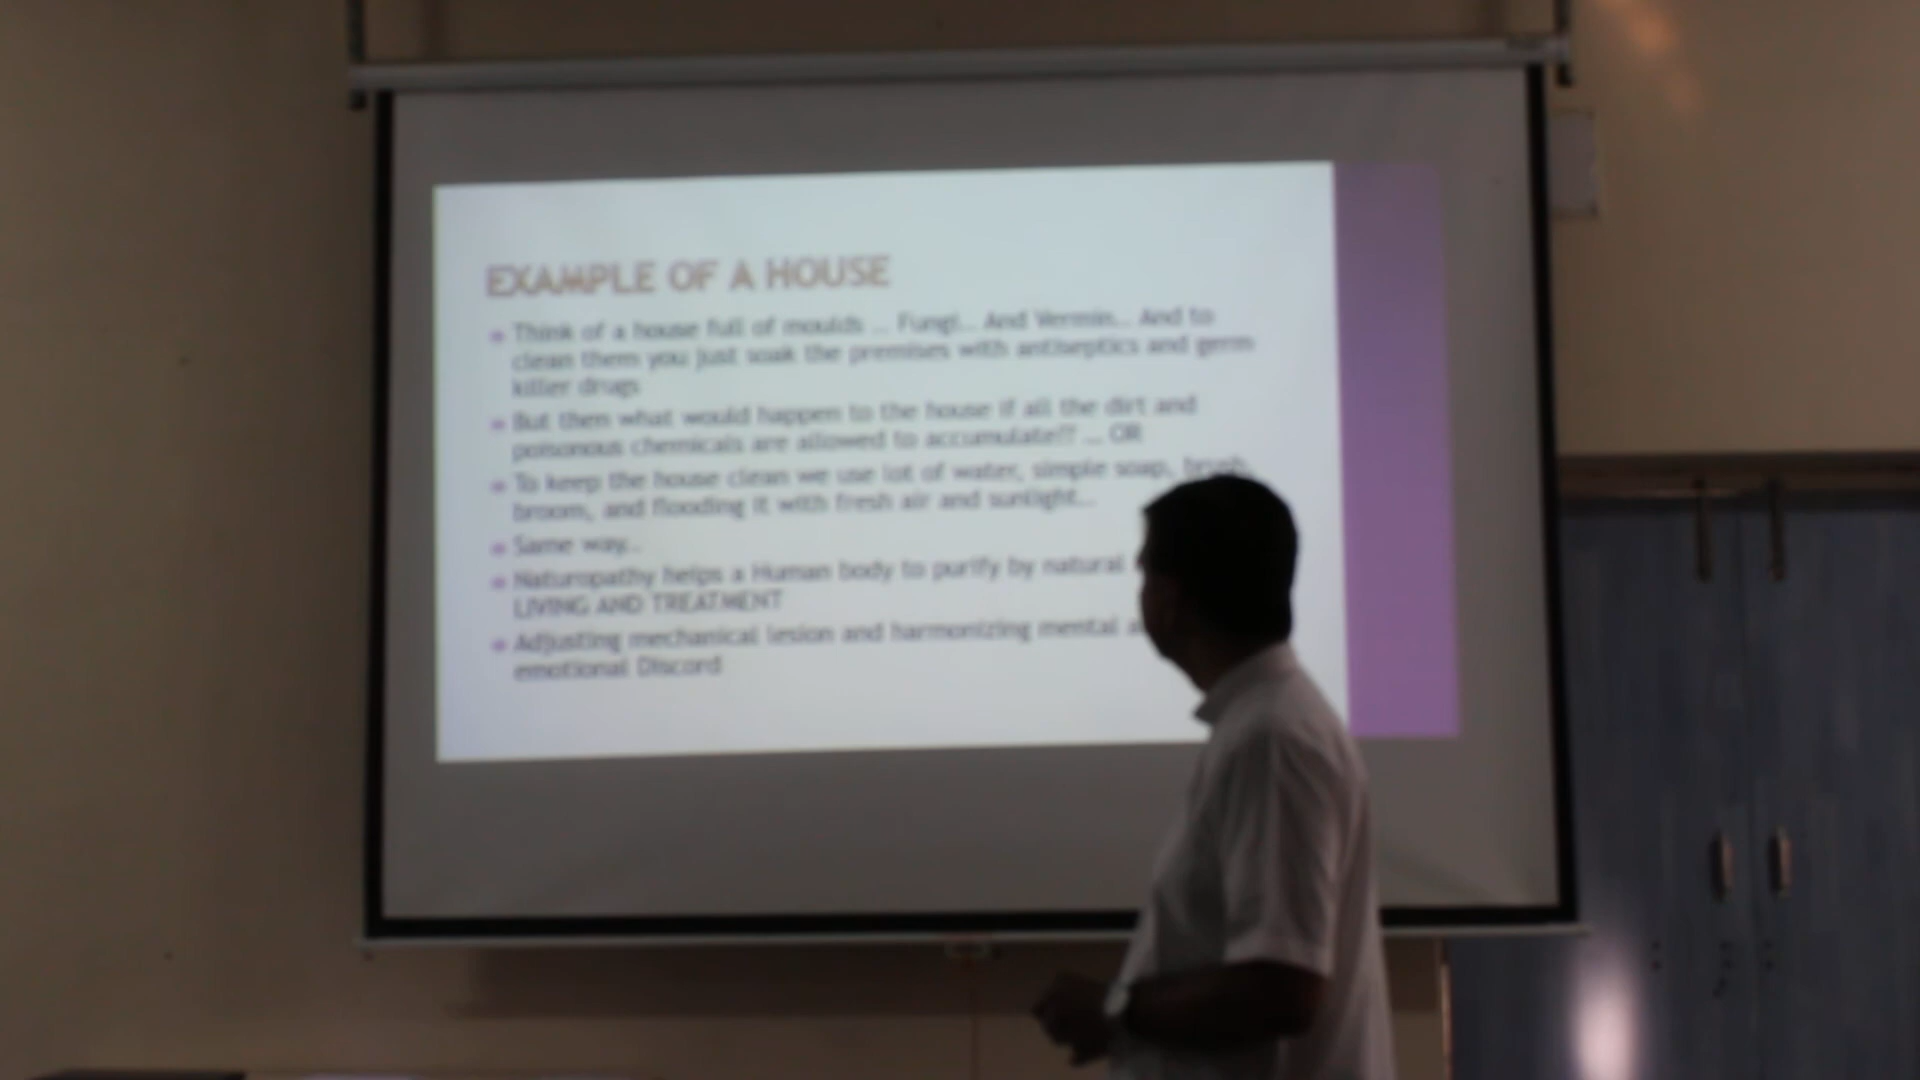 EXAMPLE OF A HOUSE
Think of a house full of moulds ... Fungi... And Vermin... And to
clean them you just soak the premises with antiseptics and germ
killer drugs
But then what would happen to the house if all the dirt and
poisonous chemicals are allowed to accumulate!? ... OR
To keep the house clean we use lot of water, simple soap, brush,
broom, and flooding it with fresh air and sunlight...
Same way...
Naturopathy helps a Human body to purify by natural
LIVING AND TREATMENT
Adjusting mechanical lesion and harmonizing mental
emotional Discord